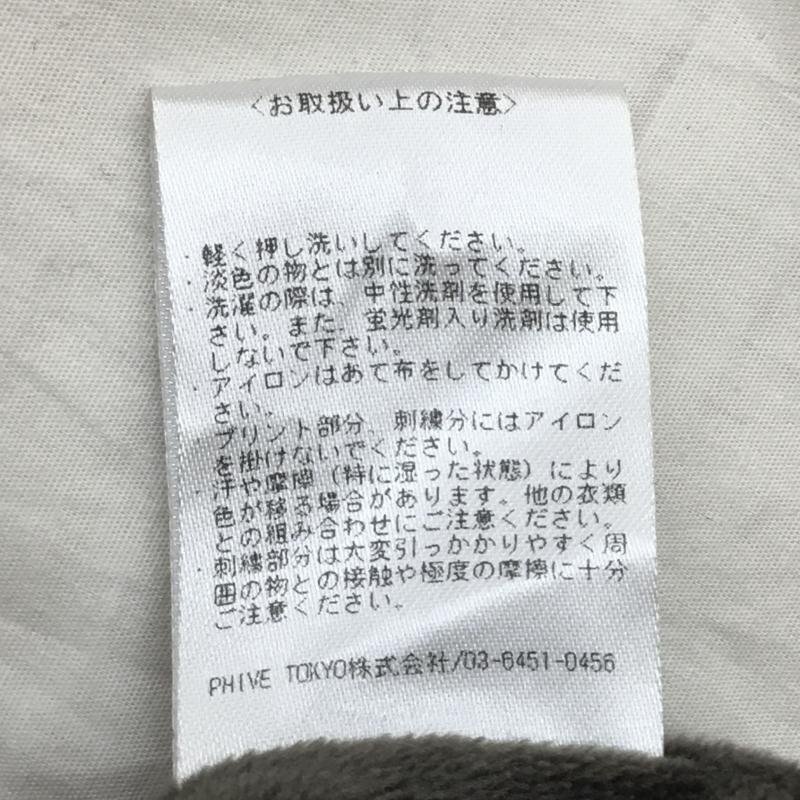 〈お取扱い上の注意〉
・軽く押し洗いしてください。
・淡色の物とは別に洗ってください。
・洗濯の際は、中性洗剤を使用して下
さい。また、蛍光剤入り洗剤は使用
しないで下さい。
・アイロンはあて布をしてかけてくだ
さい。
プリント部分、刺繍分にはアイロン
を掛けないでください。
・汗や摩擦（特に湿った状態）により
色が移る場合があります。他の衣類
との組み合わせにご注意ください。
・刺繍部分は大変引っかかりやすく周
囲の物との接触や極度の摩擦に十分
ご注意ください。
PHIVE TOKYO株式会社/03-6451-0456